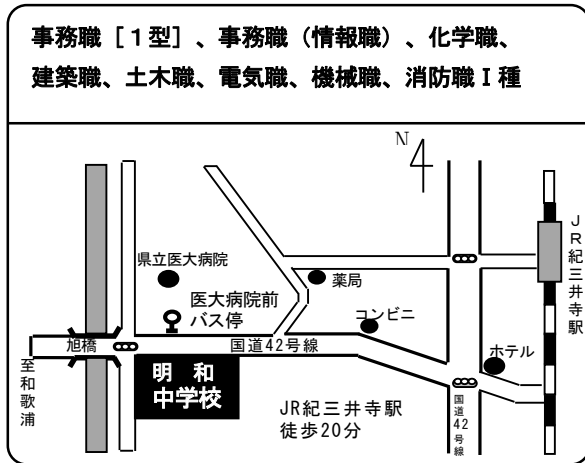 事務職［１型］、事務職（情報職）、化学職、
建築職、土木職、電気職、機械職、消防職Ⅰ種
N
JR紀三井寺駅
県立医大病院
薬局
医大病院前
バス停
コンビニ
旭橋
国道42号線
ホテル
至和歌浦
明 和
中学校
JR紀三井寺駅
徒歩20分
国道42号線